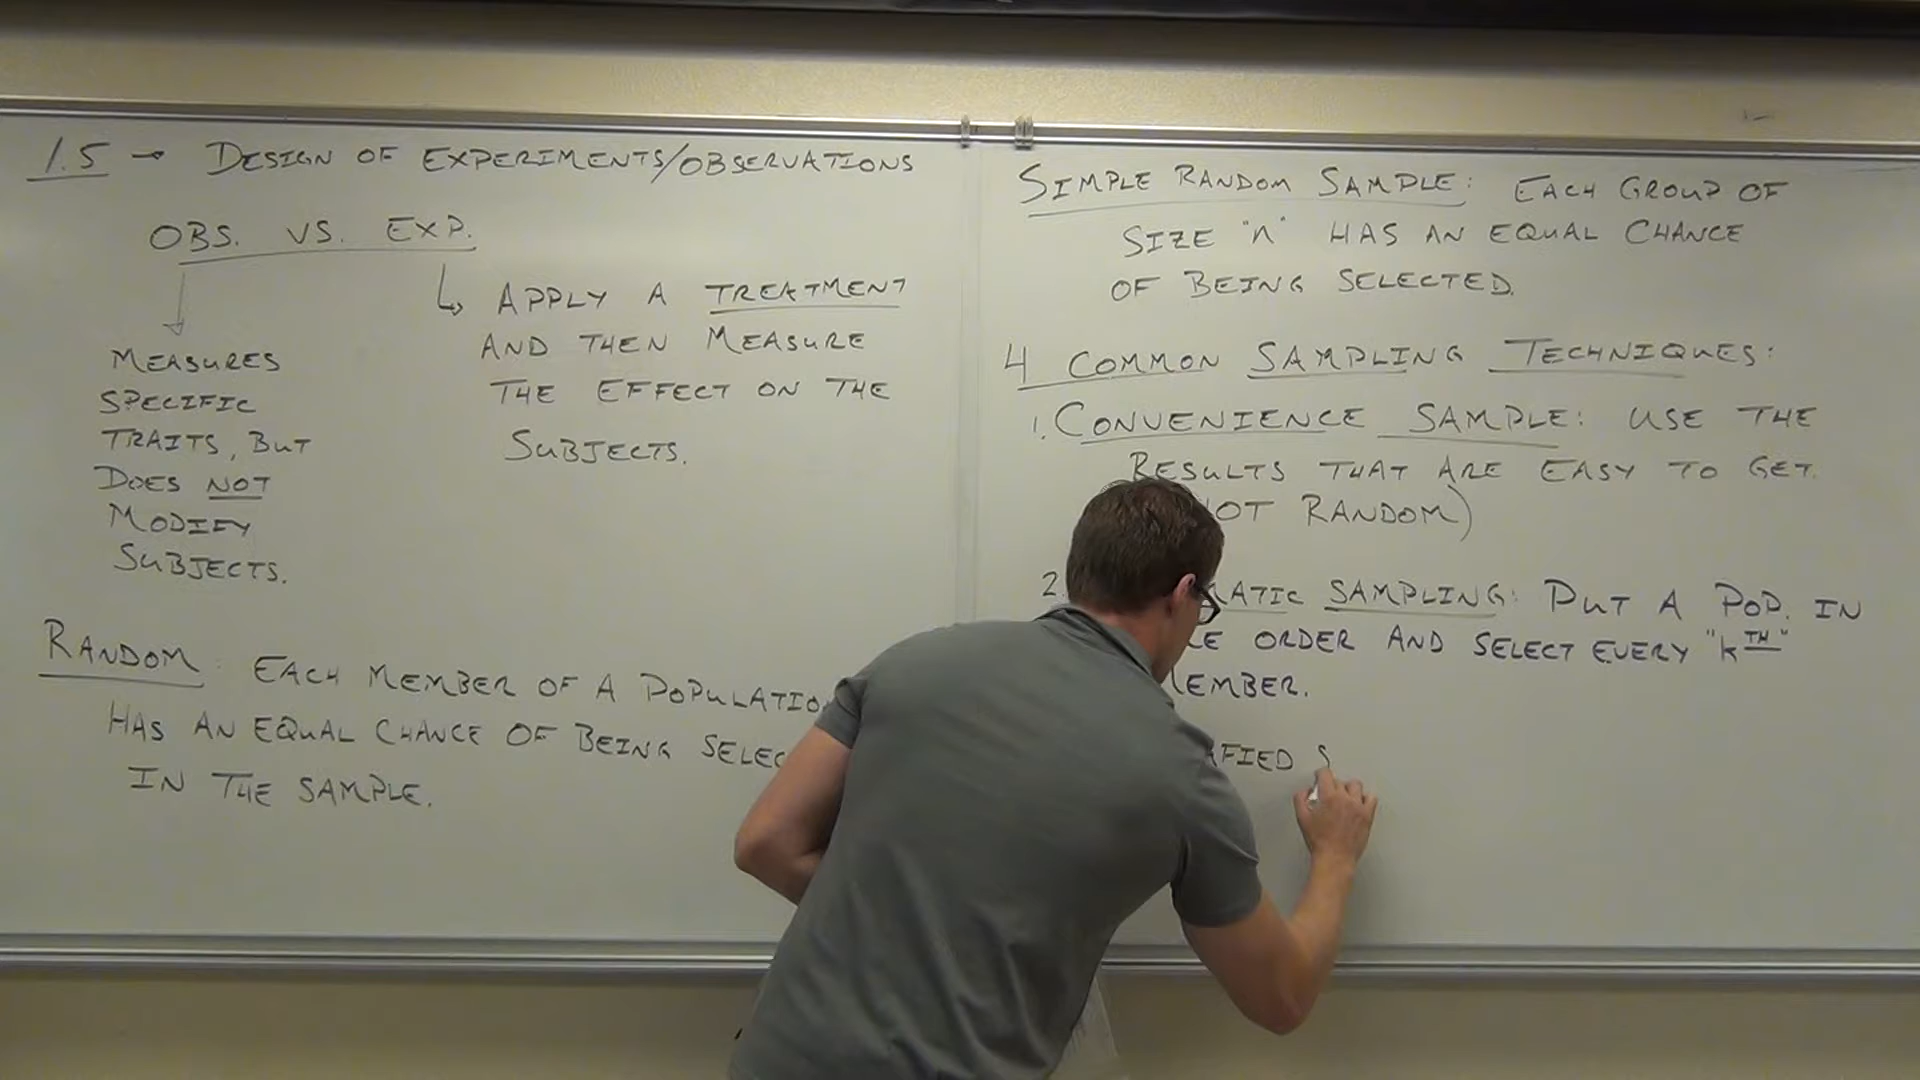 1.5 → DESIGN OF EXPERIMENTS/OBSERVATIONS
OBS. VS. EXP.
MEASURES
SPECIFIC
TRAITS, BUT
DOES NOT
MODIFY
SUBJECTS.
APPLY A TREATMENT
AND THEN MEASURE
THE EFFECT ON THE
SUBJECTS.
RANDOM: EACH MEMBER OF A POPULATIO
HAS AN EQUAL CHANCE OF BEING SELEC
IN THE SAMPLE.
SIMPLE RANDOM SAMPLE: EACH GROUP OF
SIZE "n" HAS AN EQUAL CHANCE
OF BEING SELECTED.
4 COMMON SAMPLING TECHNIQUES:
1. CONVENIENCE SAMPLE: USE THE
RESULTS THAT ARE EASY TO GET.
OT RANDOM)
2. ATIC SAMPLING: PUT A POP. IN
ORDER AND SELECT EVERY "kTH"
EMBER.
FIED S